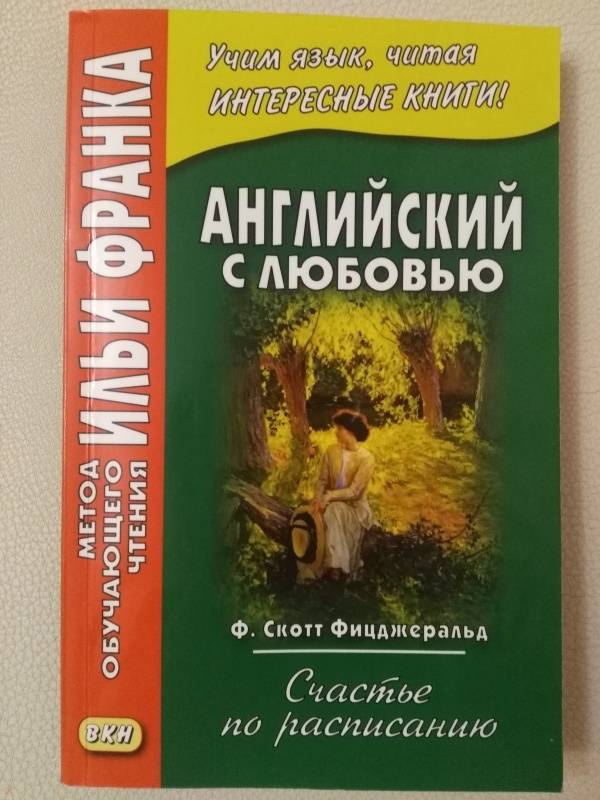 Учим язык, читая
ИНТЕРЕСНЫЕ КНИГИ!
АНГЛИЙСКИЙ
С ЛЮБОВЬЮ
Ф. Скотт Фицджеральд
Счастье
по расписанию
МЕТОД
ОБУЧАЮЩЕГО
ЧТЕНИЯ
ИЛЬИ ФРАНКА
ВКН